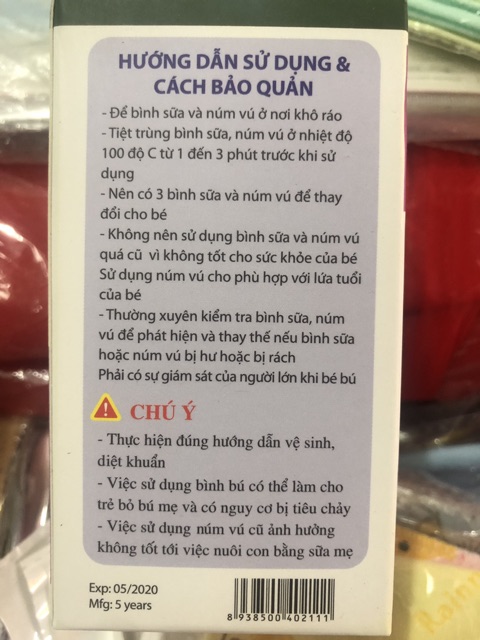 HƯỚNG DẪN SỬ DỤNG &
CÁCH BẢO QUẢN
- Để bình sữa và núm vú ở nơi khô ráo
- Tiệt trùng bình sữa, núm vú ở nhiệt độ
100 độ C từ 1 đến 3 phút trước khi sử
dụng
- Nên có 3 bình sữa và núm vú để thay
đổi cho bé
- Không nên sử dụng bình sữa và núm vú
quá cũ vì không tốt cho sức khỏe của bé
Sử dụng núm vú cho phù hợp với lứa tuổi
của bé
- Thường xuyên kiểm tra bình sữa, núm
vú để phát hiện và thay thế nếu bình sữa
hoặc núm vú bị hư hoặc bị rách
Phải có sự giám sát của người lớn khi bé bú
CHÚ Ý
- Thực hiện đúng hướng dẫn vệ sinh,
diệt khuẩn
- Việc sử dụng bình bú có thể làm cho
trẻ bỏ bú mẹ và có nguy cơ bị tiêu chảy
- Việc sử dụng núm vú cũ ảnh hưởng
không tốt tới việc nuôi con bằng sữa mẹ
Exp: 05/2020
Mfg: 5 years
8 938500 402111